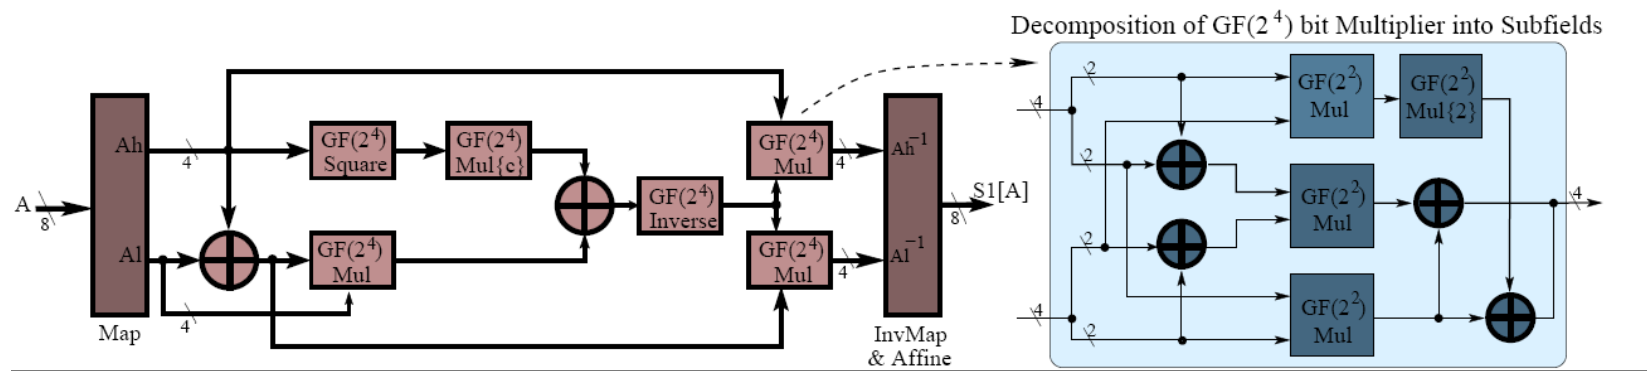 Decomposition of GF(2⁴) bit Multiplier into Subfields
A
8
Map
Ah
4
Al
4
GF(2⁴)
Square
GF(2⁴)
Mul{c}
GF(2⁴)
Mul
GF(2⁴)
Inverse
GF(2⁴)
Mul
4
GF(2⁴)
Mul
4
Ah⁻¹
Al⁻¹
InvMap
& Affine
8
S1[A]
4
2
2
4
2
2
GF(2²)
Mul
GF(2²)
Mul{2}
GF(2²)
Mul
GF(2²)
Mul
4